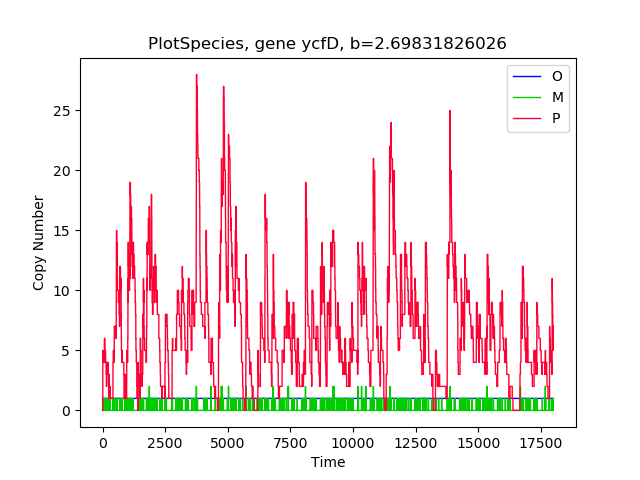 PlotSpecies, gene ycfD, b=2.69831826026
O
M
P
25
20
15
10
5
0
Copy Number
0 2500 5000 7500 10000 12500 15000 17500
Time